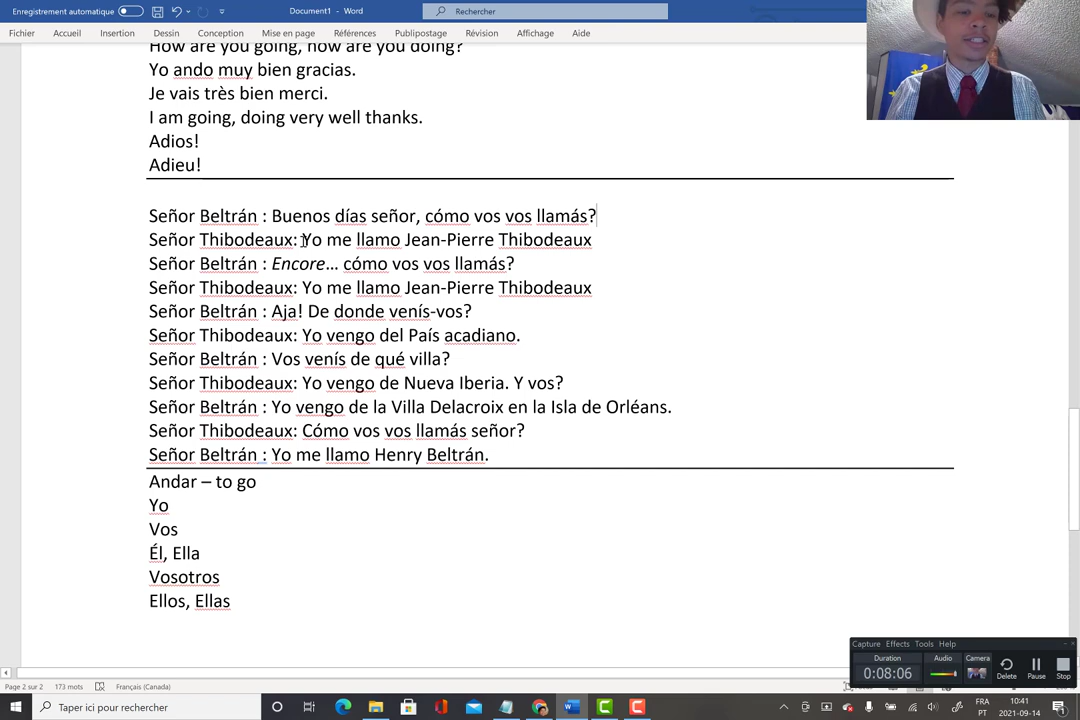 Enregistrement automatique
Document1 - Word
Rechercher
Fichier Accueil Insertion Dessin Conception Mise en page Références Publipostage Révision Affichage Aide
How are you going, how are you doing?
Yo ando muy bien gracias.
Je vais très bien merci.
I am going, doing very well thanks.
Adios!
Adieu!
Señor Beltrán : Buenos días señor, cómo vos vos llamás?
Señor Thibodeaux: Yo me llamo Jean-Pierre Thibodeaux
Señor Beltrán : Encore… cómo vos vos llamás?
Señor Thibodeaux: Yo me llamo Jean-Pierre Thibodeaux
Señor Beltrán : Aja! De donde venís-vos?
Señor Thibodeaux: Yo vengo del País acadiano.
Señor Beltrán : Vos venís de qué villa?
Señor Thibodeaux: Yo vengo de Nueva Iberia. Y vos?
Señor Beltrán : Yo vengo de la Villa Delacroix en la Isla de Orléans.
Señor Thibodeaux: Cómo vos vos llamás señor?
Señor Beltrán : Yo me llamo Henry Beltrán.
Andar – to go
Yo
Vos
Él, Ella
Vosotros
Ellos, Ellas
Capture Effects Tools Help
Duration Audio Camera
0:08:06
Delete Pause Stop
Page 2 sur 2 173 mots Français (Canada)
Taper ici pour rechercher
FRA 10:41
PT 2021-09-14